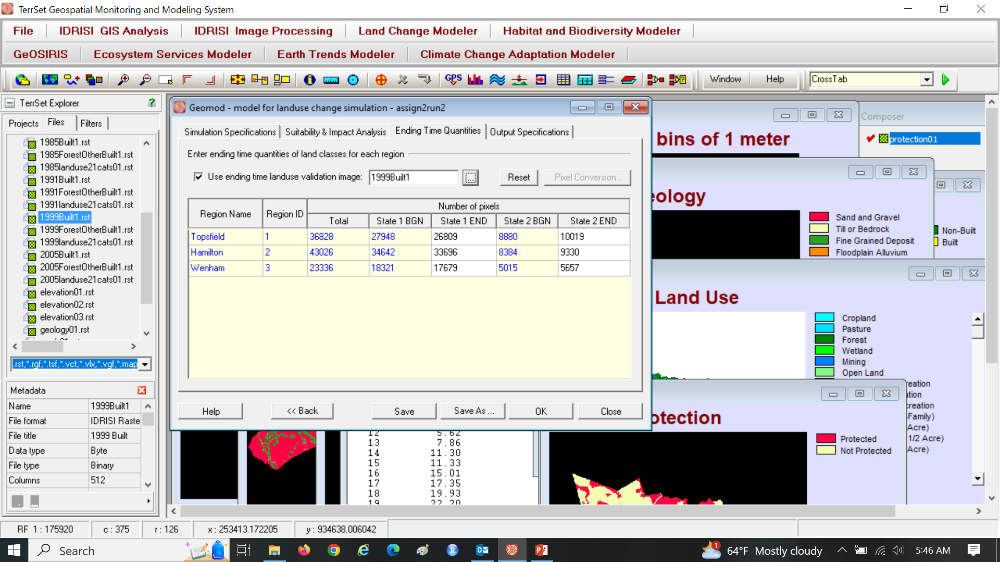 TerrSet Geospatial Monitoring and Modeling System
File IDRISI GIS Analysis IDRISI Image Processing Land Change Modeler Habitat and Biodiversity Modeler
GeOSIRIS Ecosystem Services Modeler Earth Trends Modeler Climate Change Adaptation Modeler
GPS Window Help CrossTab
TerrSet Explorer ?
Projects Files Filters
1985Built1.rst
1985ForestOtherBuilt1.rst
1985landuse21cats01.rst
1991Built1.rst
1991ForestOtherBuilt1.rst
1991landuse21cats01.rst
1999Built1.rst
1999ForestOtherBuilt1.rst
1999landuse21cats01.rst
2005Built1.rst
2005ForestOtherBuilt1.rst
2005landuse21cats01.rst
elevation01.rst
elevation02.rst
elevation03.rst
geology01.rst
.rst,*.rgf,*.tsf,*.vct,*.vlx,*.vgf,*.map
Metadata
Name 1999Built1
File format IDRISI Raste
File title 1999 Built
Data type Byte
File type Binary
Columns 512
Geomod - model for landuse change simulation - assign2run2
Simulation Specifications Suitability & Impact Analysis Ending Time Quantities Output Specifications
Enter ending time quantities of land classes for each region
Use ending time landuse validation image: 1999Built1 ... Reset Pixel Conversion...
Region Name Region ID Number of pixels
Total State 1 BGN State 1 END State 2 BGN State 2 END
Topsfield 1 36828 27948 26809 8880 10019
Hamilton 2 43026 34642 33696 8384 9330
Wenham 3 23336 18321 17679 5015 5657
Help << Back Save Save As ... OK Close
12 5.62
13 7.86
14 11.30
15 11.33
16 15.01
17 17.35
18 19.93
19 22.20
bins of 1 meter
Composer
protection01
eology
Sand and Gravel
Till or Bedrock
Fine Grained Deposit
Floodplain Alluvium
Non-Built
Built
Land Use
Cropland
Pasture
Forest
Wetland
Mining
Open Land
reation
ation
creation
-Family)
Acre)
1/2 Acre)
Acre)
otection
Protected
Not Protected
RF 1 : 175920 c : 375 r : 126 x : 253413.172205 y : 934638.006042
Search 1 64°F Mostly cloudy 5:46 AM